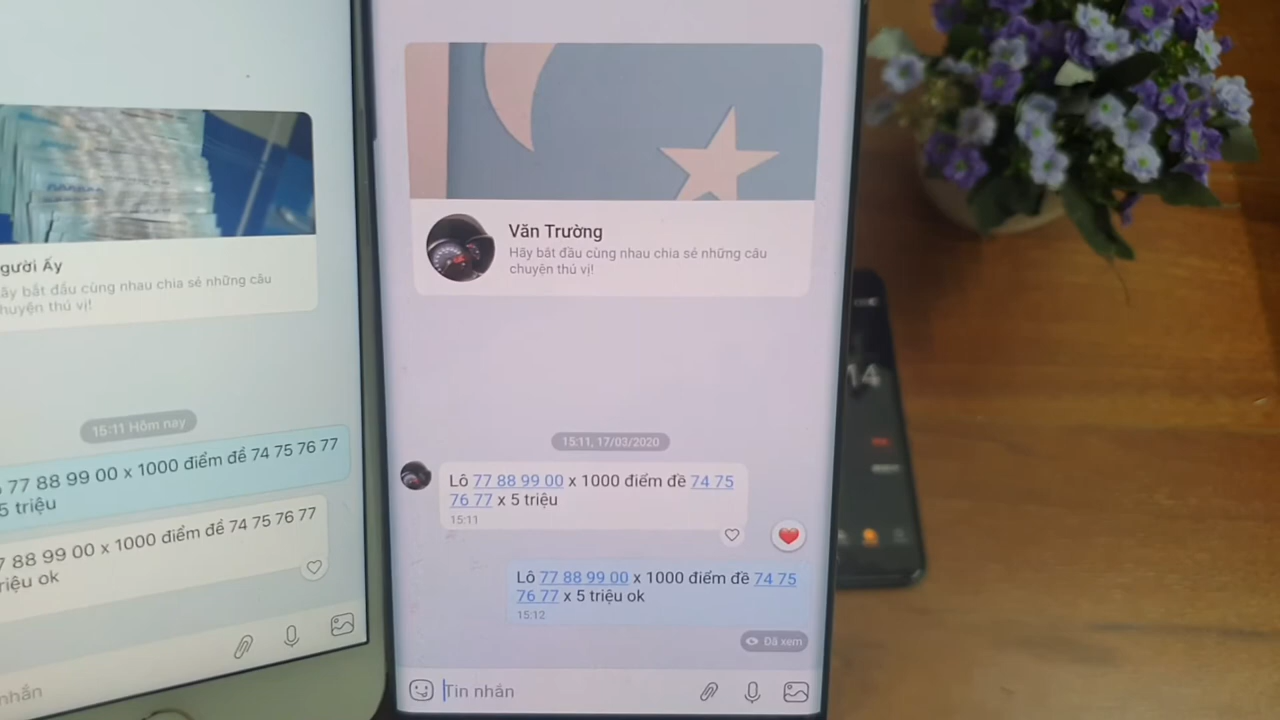 gười Ấy
ãy bắt đầu cùng nhau chia sẻ những câu
huyện thú vị!
15:11 Hôm nay
77 88 99 00 x 1000 điểm đề 74 75 76 77
5 triệu
7 88 99 00 x 1000 điểm đề 74 75 76 77
riệu ok
nhắn
Văn Trường
Hãy bắt đầu cùng nhau chia sẻ những câu
chuyện thú vị!
15:11, 17/03/2020
Lô 77 88 99 00 x 1000 điểm đề 74 75
76 77 x 5 triệu
15:11
Lô 77 88 99 00 x 1000 điểm đề 74 75
76 77 x 5 triệu ok
15:12
Đã xem
Tin nhắn
14